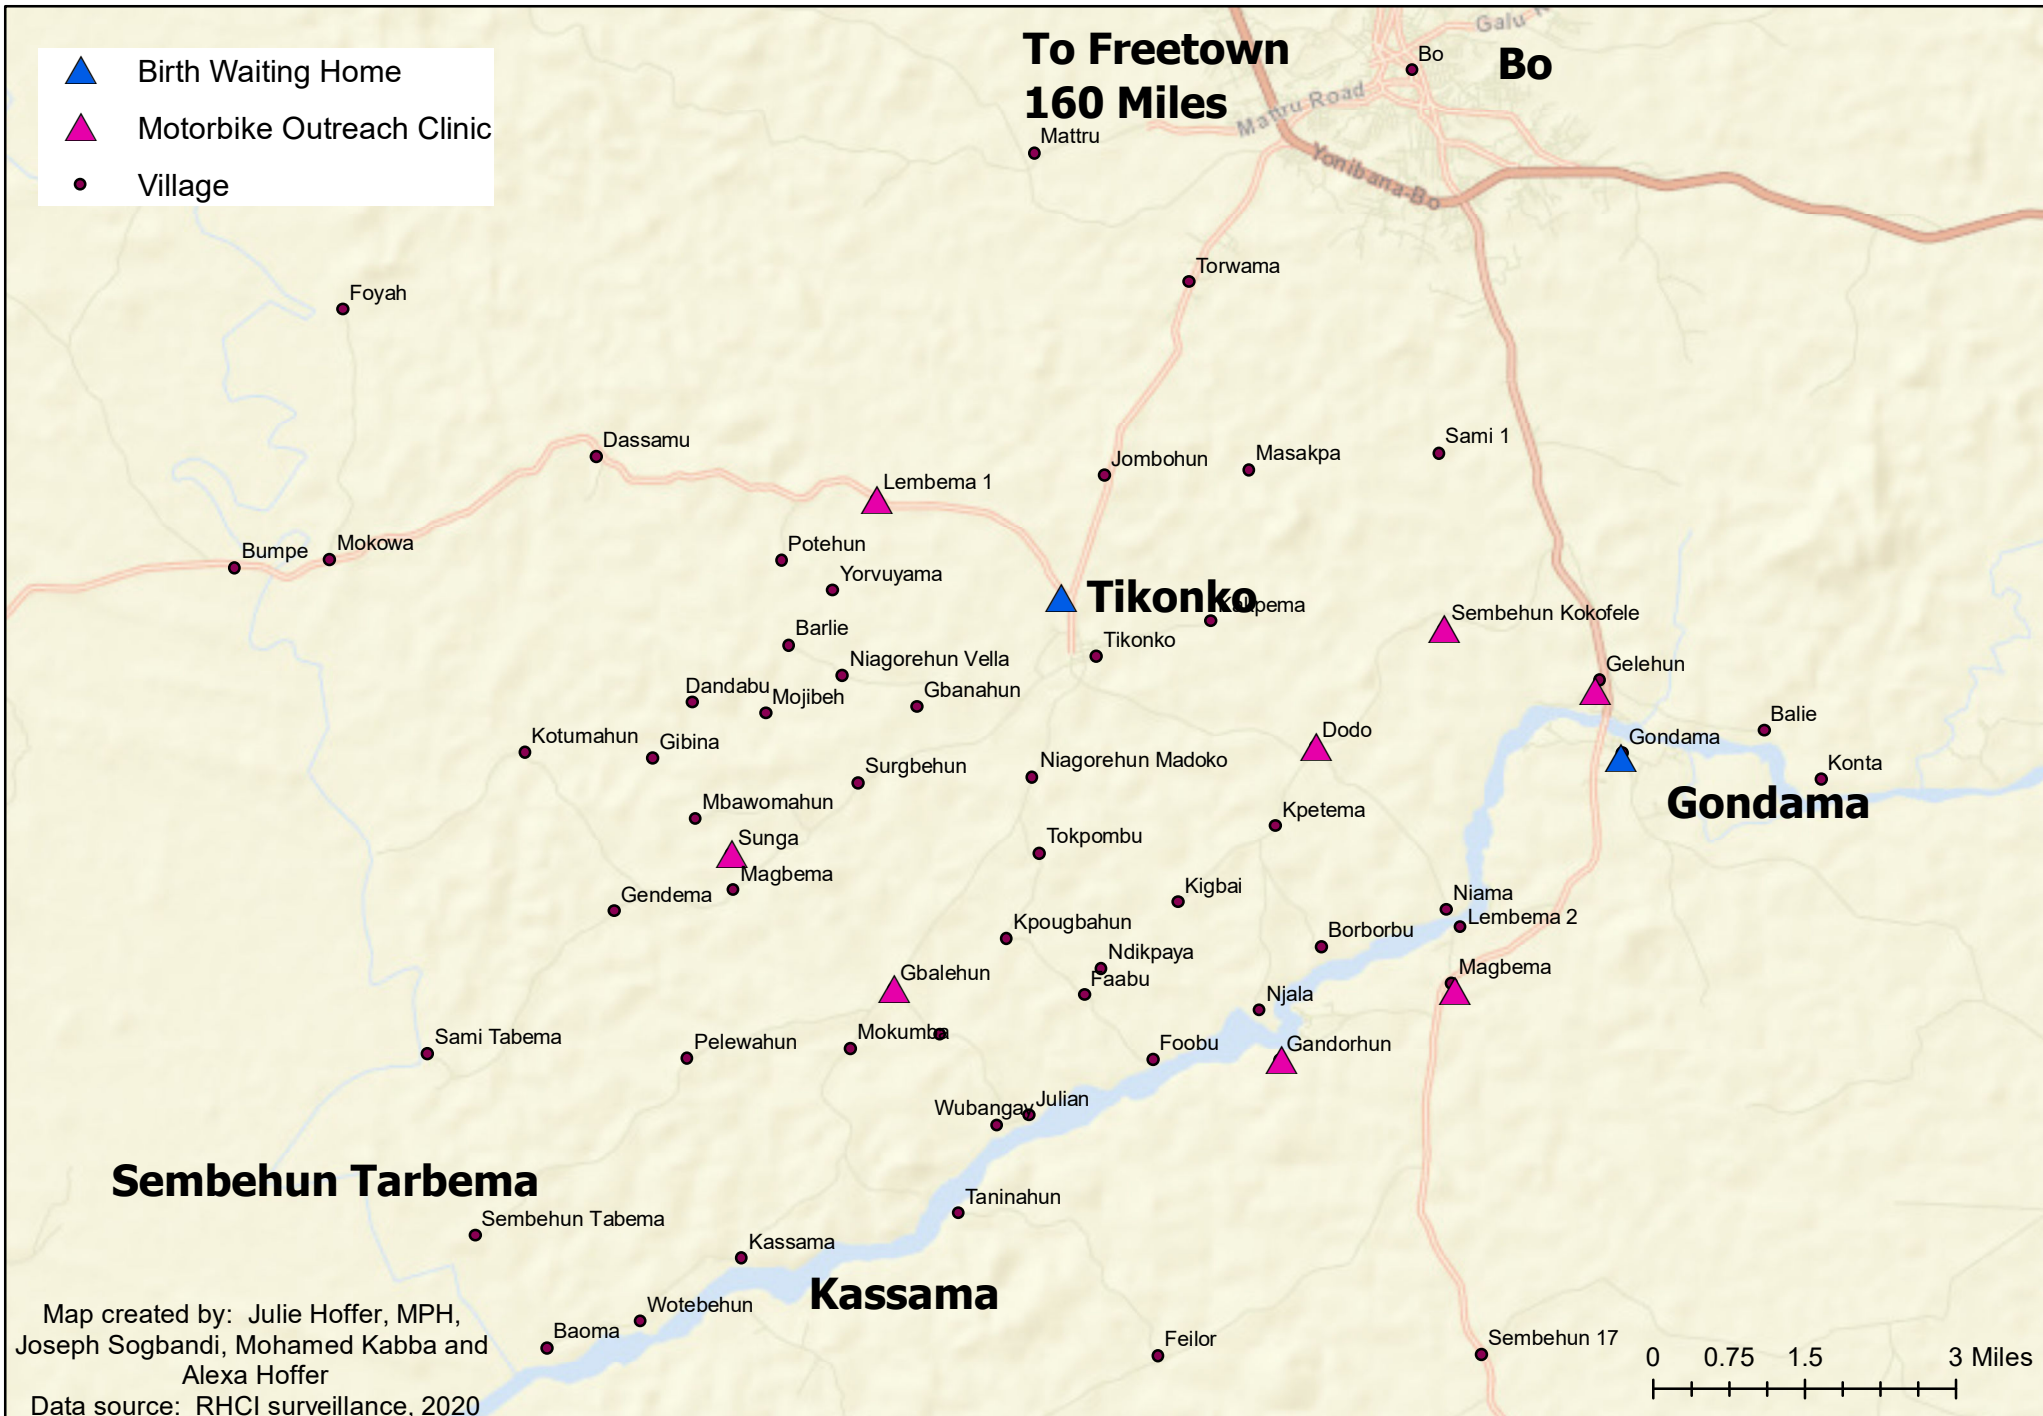 Birth Waiting Home
Motorbike Outreach Clinic
Village
To Freetown
160 Miles
Bo
Bo
Mattru Road
Yonibana-Bo
Mattru
Torwama
Foyah
Dassamu
Lembema 1
Jombohun
Masakpa
Sami 1
Bumpe
Mokowa
Potehun
Yorvuyama
Tikonko
Sembehun Kokofele
Barlie
Tikonko
Niagorehun Vella
Gelehun
Dandabu
Mojibeh
Gbanahun
Balie
Kotumahun
Gibina
Dodo
Gondama
Surgbehun
Niagorehun Madoko
Konta
Gondama
Mbawomahun
Kpetema
Sunga
Tokpombu
Magbema
Gendema
Kigbai
Niama
Lembema 2
Kpougbahun
Borborbu
Ndikpaya
Gbalehun
Faabu
Magbema
Njala
Sami Tabema
Pelewahun
Mokumba
Foobu
Gandorhun
Wubangay
Julian
Sembehun Tarbema
Taninahun
Sembehun Tabema
Kassama
Kassama
Wotebehun
Baoma
Feilor
Sembehun 17
Map created by: Julie Hoffer, MPH,
Joseph Sogbandi, Mohamed Kabba and
Alexa Hoffer
Data source: RHCI surveillance, 2020
0 0.75 1.5 3 Miles
Galu